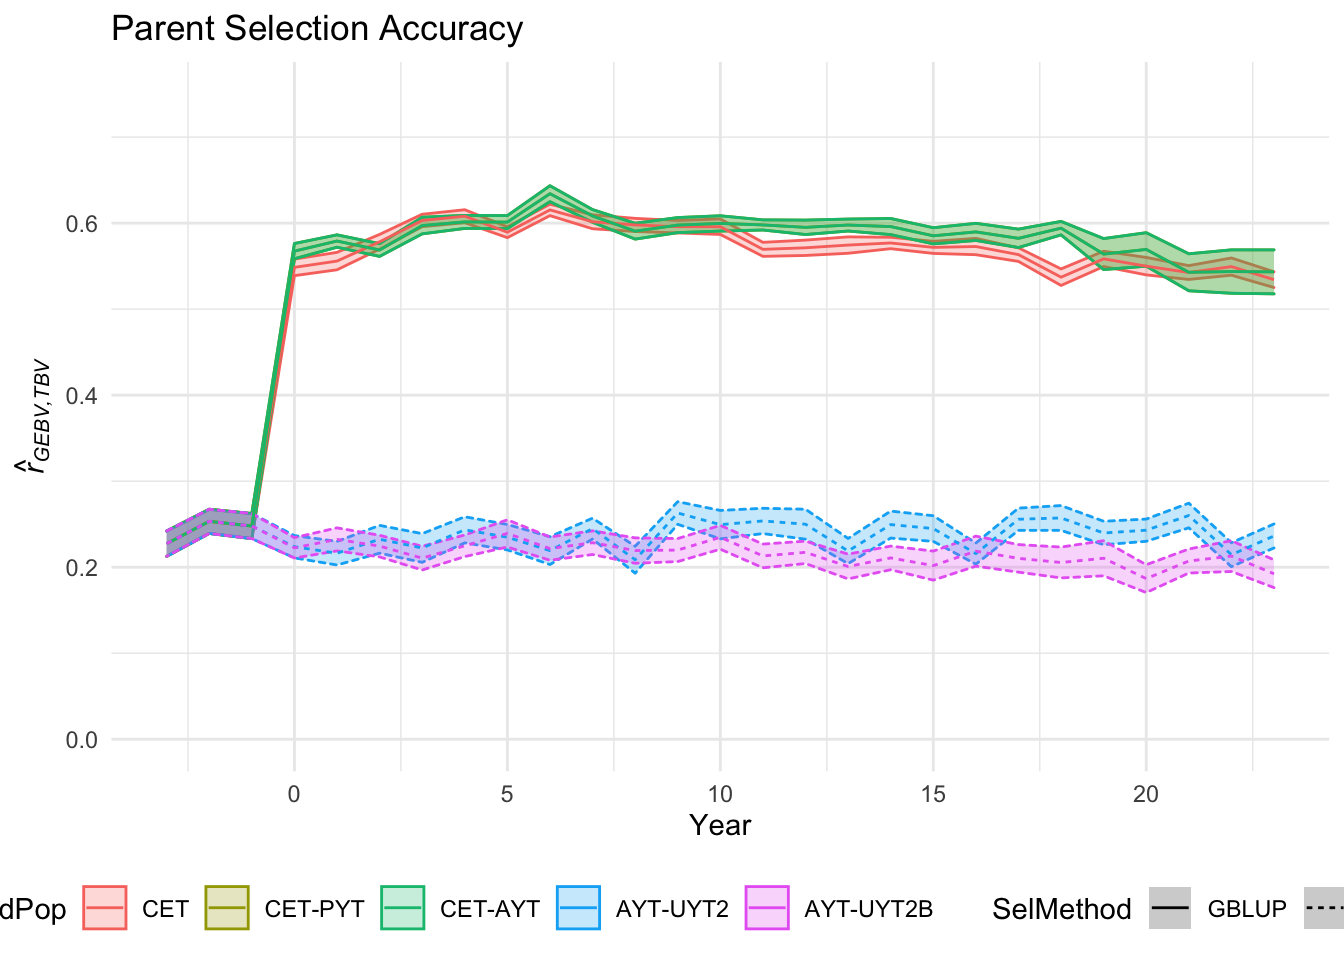 Parent Selection Accuracy
0.6
0.4
0.2
0.0
r̂GEBV,TBV
0 5 10 15 20
Year
dPop CET CET-PYT CET-AYT AYT-UYT2 AYT-UYT2B SelMethod GBLUP